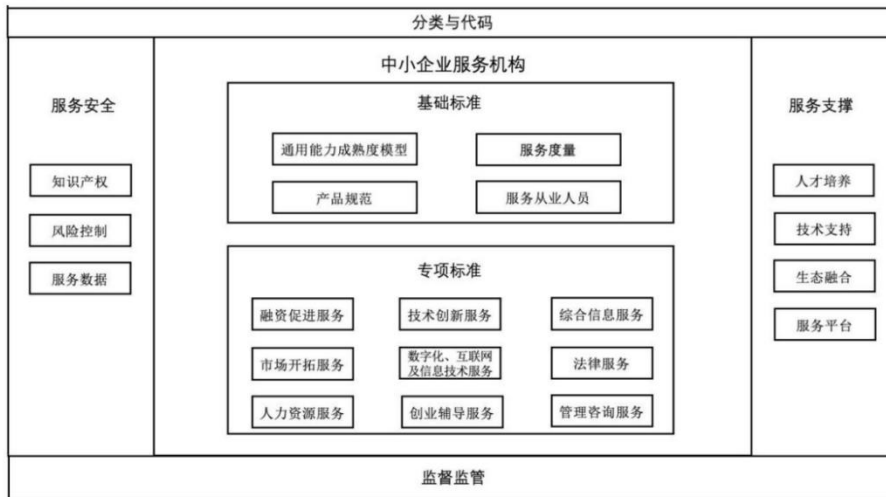 分类与代码
服务安全
知识产权
风险控制
服务数据
中小企业服务机构
基础标准
通用能力成熟度模型
服务度量
产品规范
服务从业人员
专项标准
融资促进服务
技术创新服务
综合信息服务
市场开拓服务
数字化、互联网
及信息技术服务
法律服务
人力资源服务
创业辅导服务
管理咨询服务
服务支撑
人才培养
技术支持
生态融合
服务平台
监督监管